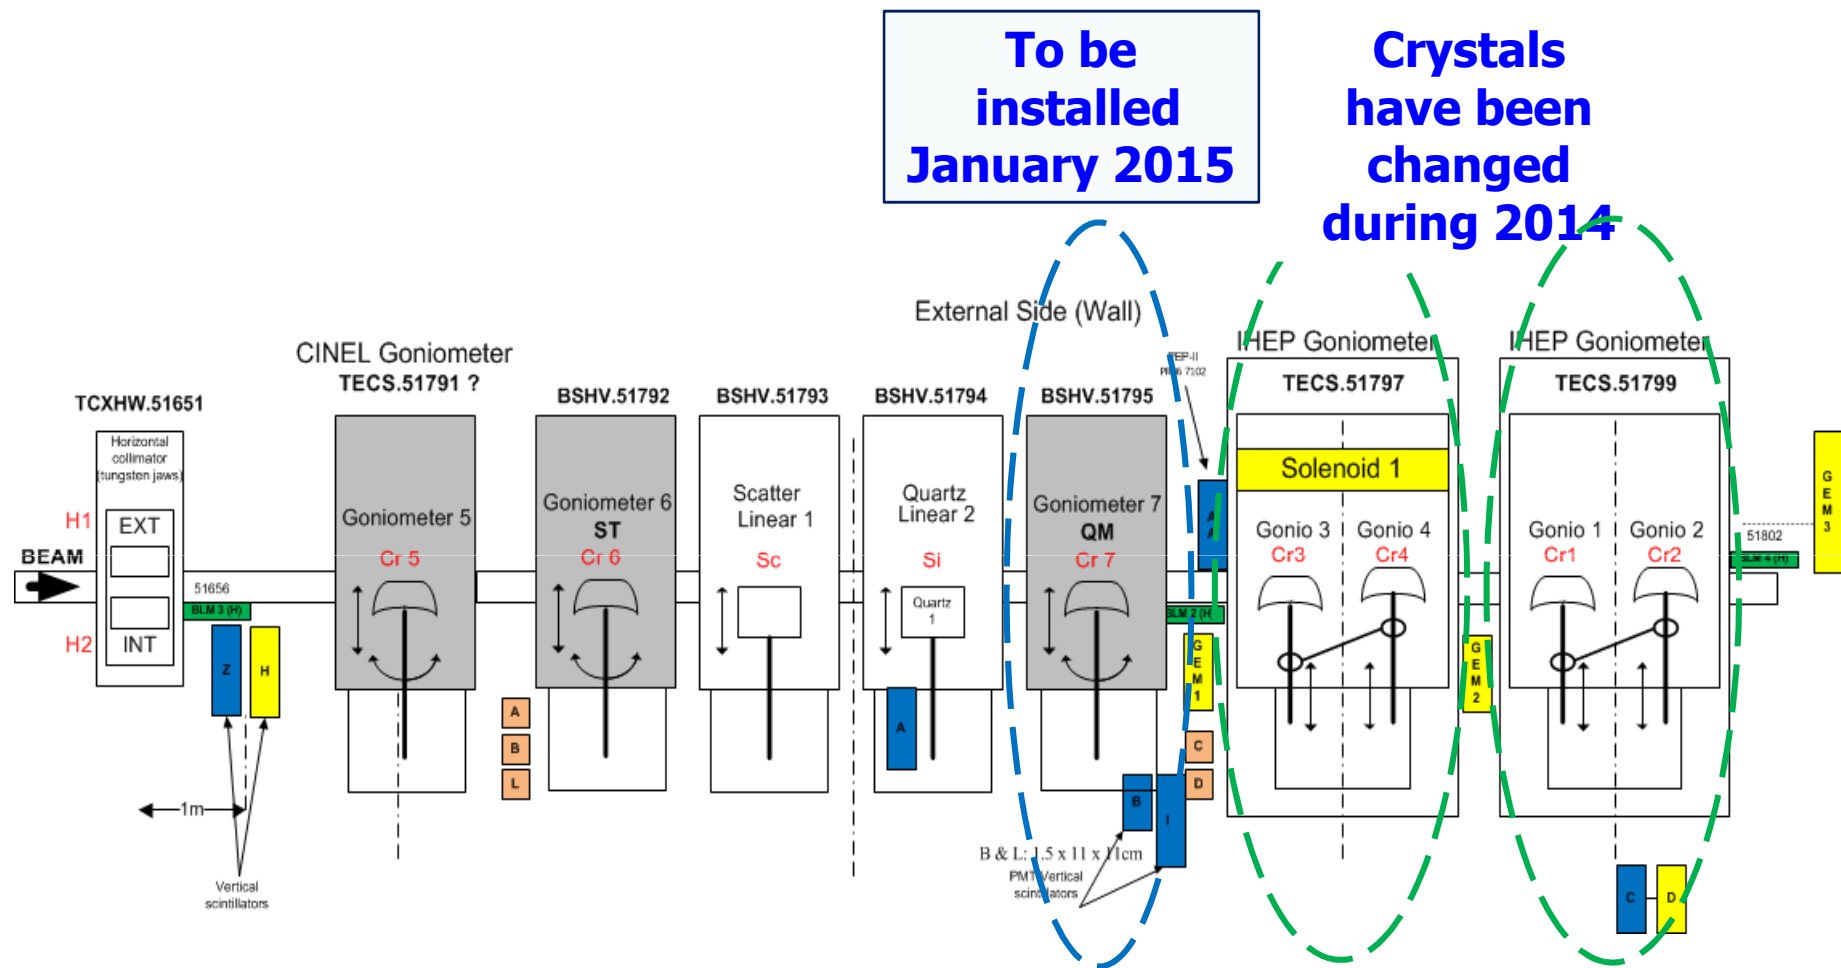 To be
installed
January 2015
Crystals
have been
changed
during 2014
External Side (Wall)
CINEL Goniometer
TECS.51791 ?
TCXHW.51651
BSHV.51792
BSHV.51793
BSHV.51794
BSHV.51795
IHEP Goniometer
TECS.51797
IHEP Goniometer
TECS.51799
Horizontal
collimator
(tungsten jaws)
H1
EXT
BEAM
INT
H2
51656
BLM 3 (H)
Z
H
Goniometer 5
Cr 5
Goniometer 6
ST
Cr 6
Scatter
Linear 1
Sc
Quartz
Linear 2
Si
Quartz
1
Goniometer 7
QM
Cr 7
BLM 2 (H)
Solenoid 1
Gonio 3
Cr3
Gonio 4
Cr4
Gonio 1
Cr1
Gonio 2
Cr2
51802
BLM 4 (H)
GEM3
GEM1
GEM2
A
B
L
A
C
D
B
I
1m
Vertical
scintillators
B & L: 1.5 x 11 x 11cm
PMT Vertical
scintillators
C
D